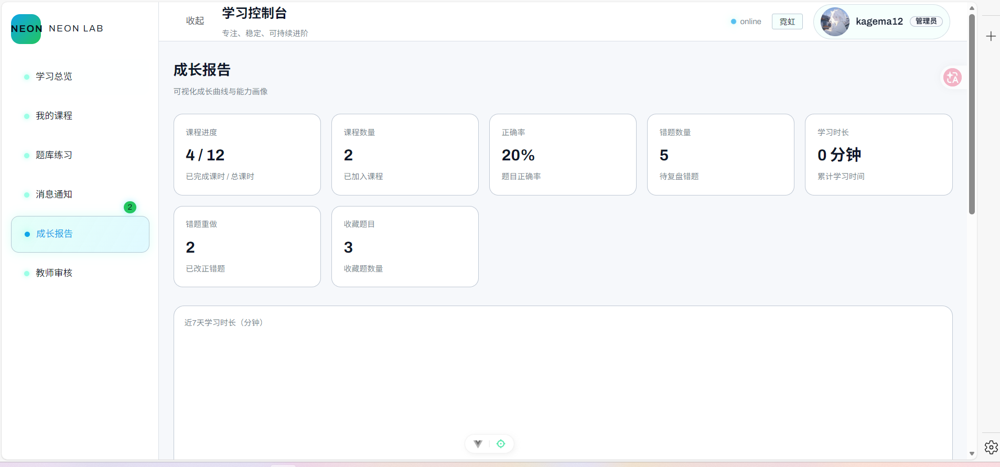 NEON NEON LAB
学习总览
我的课程
题库练习
消息通知
2
成长报告
教师审核
收起
学习控制台
专注、稳定、可持续进阶
online
霓虹
kagema12
管理员
成长报告
可视化成长曲线与能力画像
课程进度
4 / 12
已完成课时 / 总课时
课程数量
2
已加入课程
正确率
20%
题目正确率
错题数量
5
待复盘错题
学习时长
0 分钟
累计学习时间
错题重做
2
已改正错题
收藏题目
3
收藏题数量
近7天学习时长（分钟）